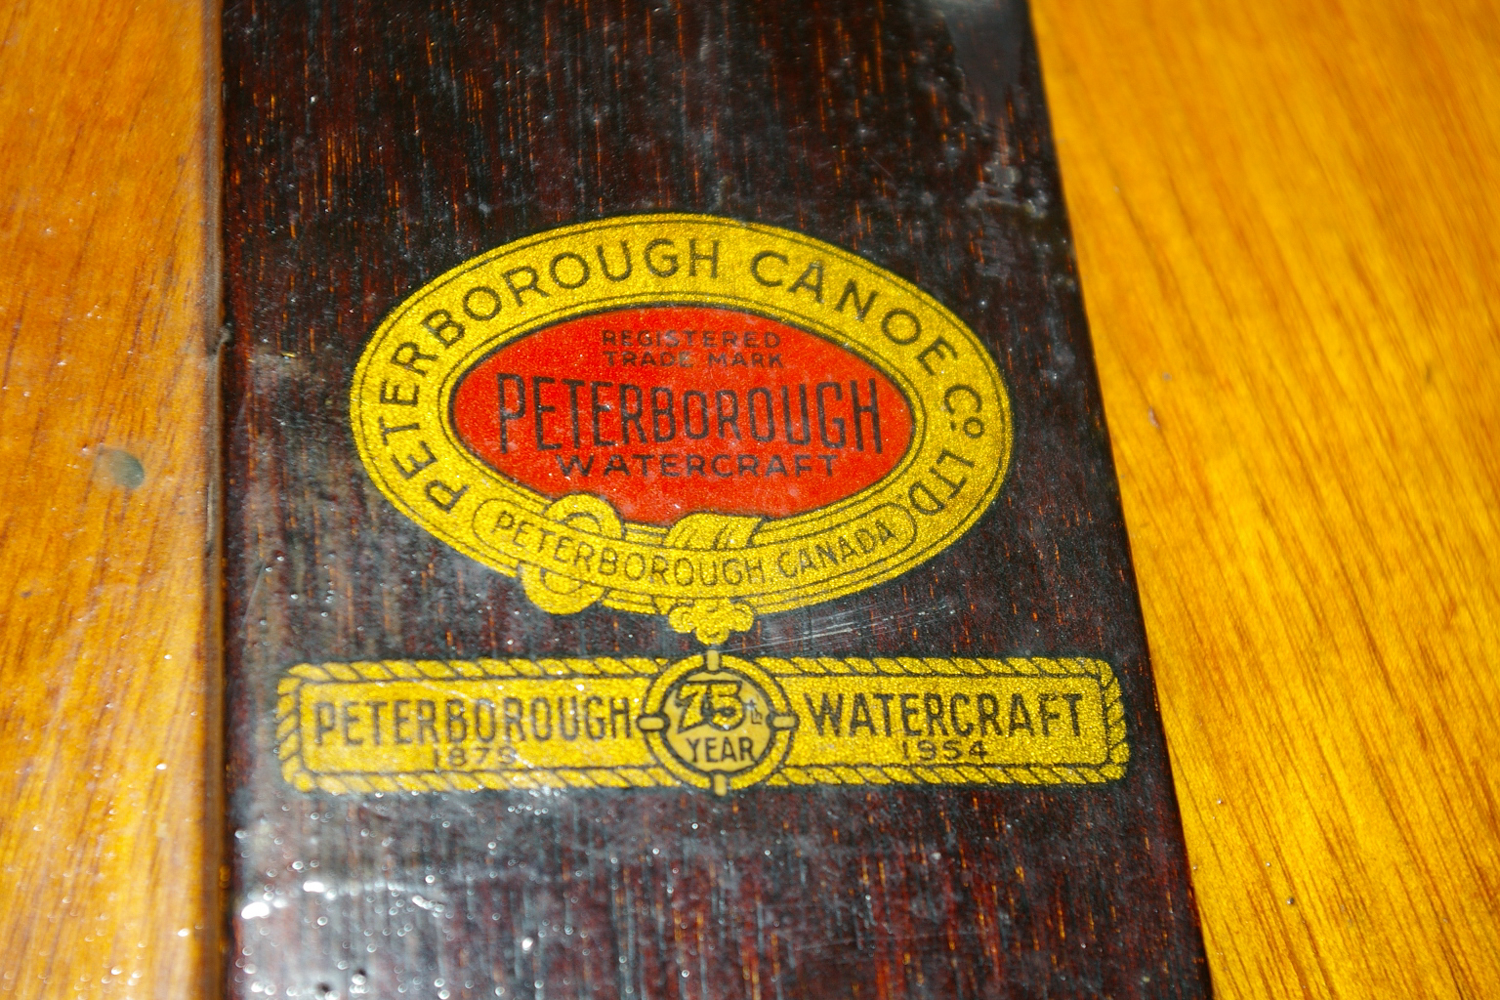 PETERBOROUGH CANOE Co. LTD
REGISTERED
TRADE MARK
PETERBOROUGH
WATERCRAFT
PETERBOROUGH CANADA
PETERBOROUGH 75th WATERCRAFT
1879 YEAR 1954